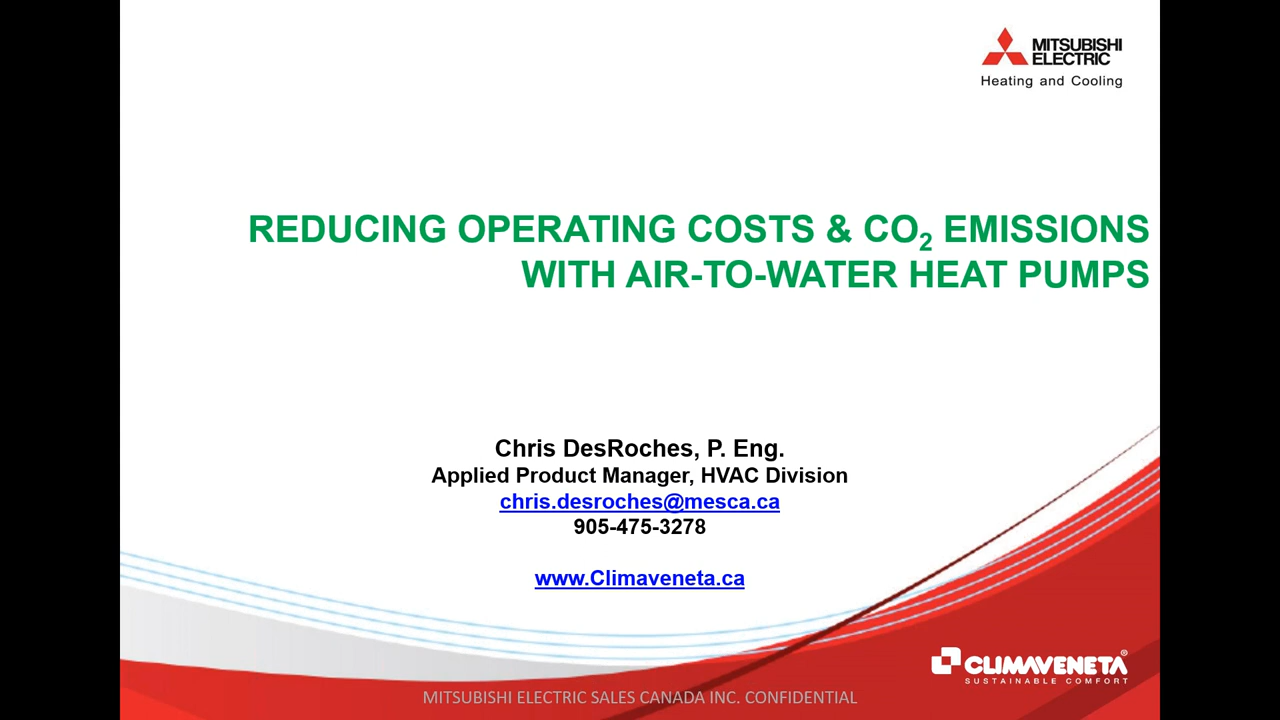 MITSUBISHI
ELECTRIC
Heating and Cooling
REDUCING OPERATING COSTS & CO₂ EMISSIONS
WITH AIR-TO-WATER HEAT PUMPS
Chris DesRoches, P. Eng.
Applied Product Manager, HVAC Division
chris.desroches@mesca.ca
905-475-3278
www.Climaveneta.ca
CLIMAVENETA®
SUSTAINABLE COMFORT
MITSUBISHI ELECTRIC SALES CANADA INC. CONFIDENTIAL